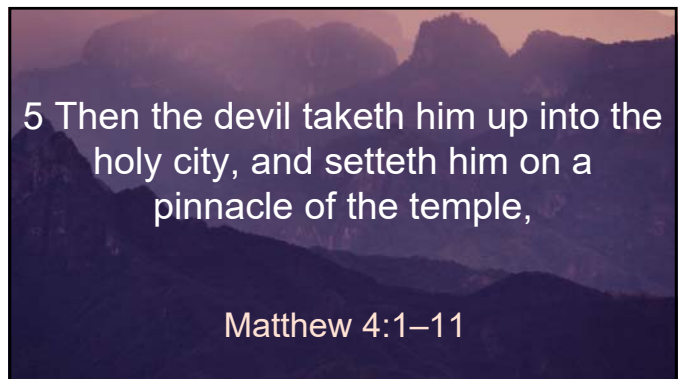 5 Then the devil taketh him up into the
holy city, and setteth him on a
pinnacle of the temple,
Matthew 4:1–11